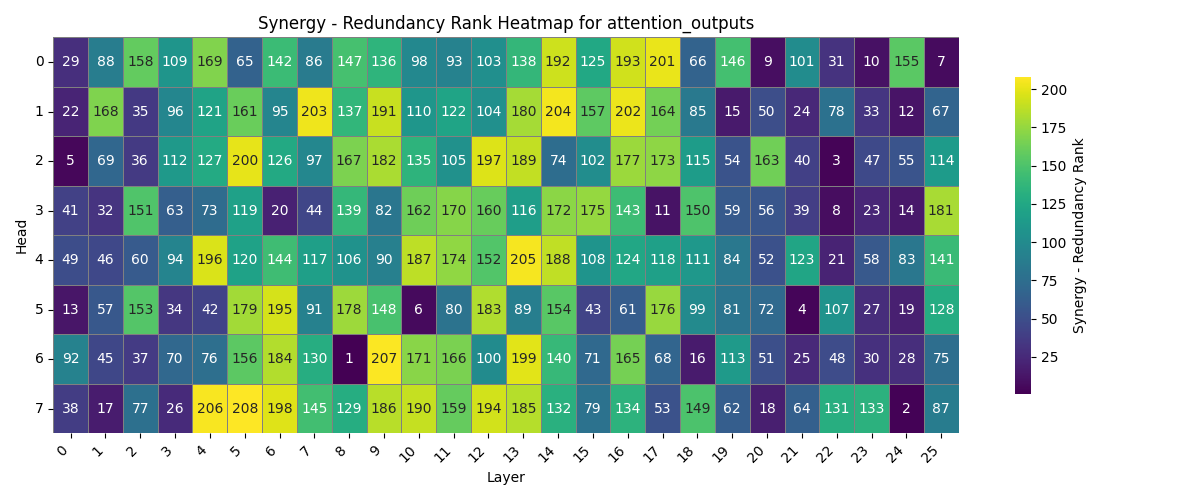 Synergy - Redundancy Rank Heatmap for attention_outputs
0 29 88 158 109 169 65 142 86 147 136 98 93 103 138 192 125 193 201 66 146 9 101 31 10 155 7
1 22 168 35 96 121 161 95 203 137 191 110 122 104 180 204 157 202 164 85 15 50 24 78 33 12 67
2 5 69 36 112 127 200 126 97 167 182 135 105 197 189 74 102 177 173 115 54 163 40 3 47 55 114
3 41 32 151 63 73 119 20 44 139 82 162 170 160 116 172 175 143 11 150 59 56 39 8 23 14 181
4 49 46 60 94 196 120 144 117 106 90 187 174 152 205 188 108 124 118 111 84 52 123 21 58 83 141
5 13 57 153 34 42 179 195 91 178 148 6 80 183 89 154 43 61 176 99 81 72 4 107 27 19 128
6 92 45 37 70 76 156 184 130 1 207 171 166 100 199 140 71 165 68 16 113 51 25 48 30 28 75
7 38 17 77 26 206 208 198 145 129 186 190 159 194 185 132 79 134 53 149 62 18 64 131 133 2 87
Head
0 1 2 3 4 5 6 7 8 9 10 11 12 13 14 15 16 17 18 19 20 21 22 23 24 25
Layer
200
175
150
125
100
75
50
25
Synergy - Redundancy Rank